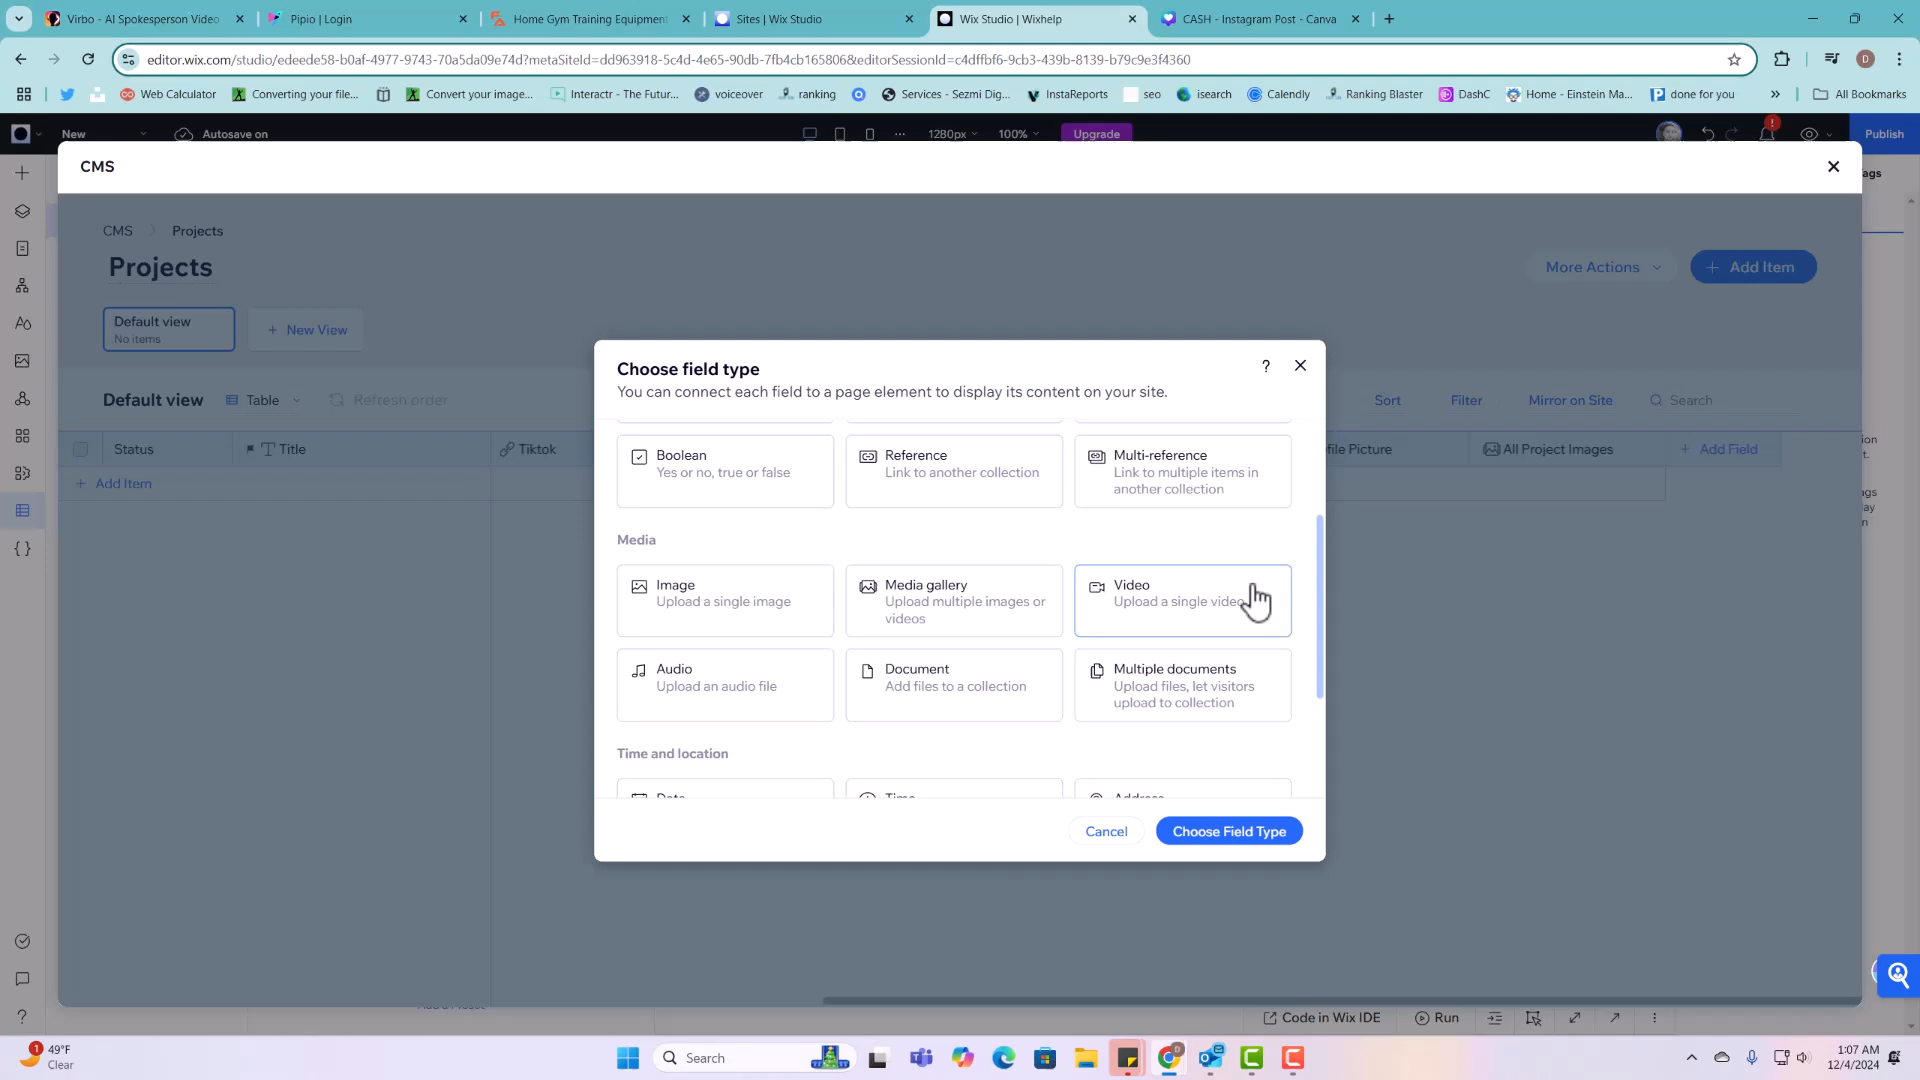 Virbo - AI Spokesperson Video
Pipio | Login
Home Gym Training Equipment
Sites | Wix Studio
Wix Studio | Wixhelp
CASH - Instagram Post - Canva
editor.wix.com/studio/edeede58-b0af-4977-9743-70a5da09e74d?metaSiteId=dd963918-5c4d-4e65-90db-7fb4cb165806&editorSessionId=c4dffbf6-9cb3-439b-8139-b79c9e3f4360
D
Web Calculator
Converting your file...
Convert your image...
Interactr - The Futur...
voiceover
ranking
Services - Sezmi Dig...
InstaReports
seo
isearch
Calendly
Ranking Blaster
DashC
Home - Einstein Ma...
done for you
All Bookmarks
New
Autosave on
1280px
100%
Upgrade
Publish
CMS
CMS
Projects
Projects
More Actions
Add Item
Default view
No items
New View
Default view
Table
Refresh order
Sort
Filter
Mirror on Site
Search
Status
Title
Tiktok
file Picture
All Project Images
Add Field
Add Item
Choose field type
You can connect each field to a page element to display its content on your site.
Boolean
Yes or no, true or false
Reference
Link to another collection
Multi-reference
Link to multiple items in
another collection
Media
Image
Upload a single image
Media gallery
Upload multiple images or
videos
Video
Upload a single video
Audio
Upload an audio file
Document
Add files to a collection
Multiple documents
Upload files, let visitors
upload to collection
Time and location
Date
Time
Address
Cancel
Choose Field Type
Code in Wix IDE
Run
1
49°F
Clear
Search
1:07 AM
12/4/2024